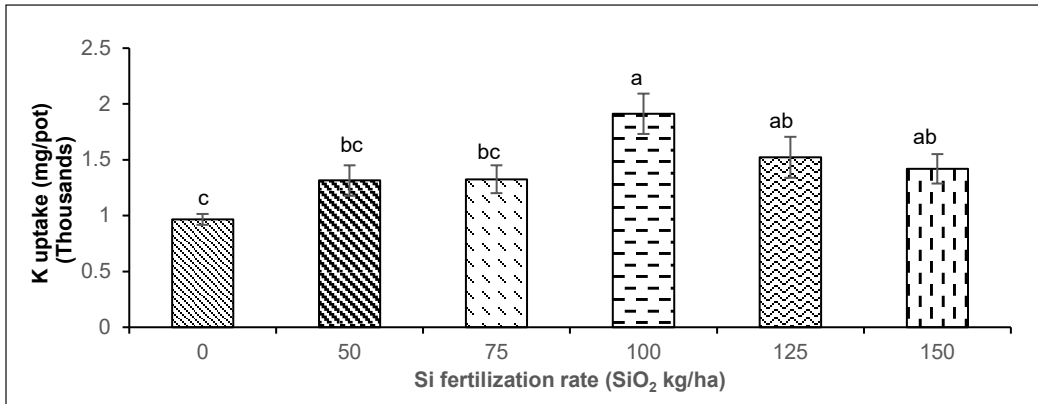 K uptake (mg/pot)
(Thousands)
2.5
2
1.5
1
0.5
0
c
bc
bc
a
ab
ab
0 50 75 100 125 150
Si fertilization rate (SiO₂ kg/ha)